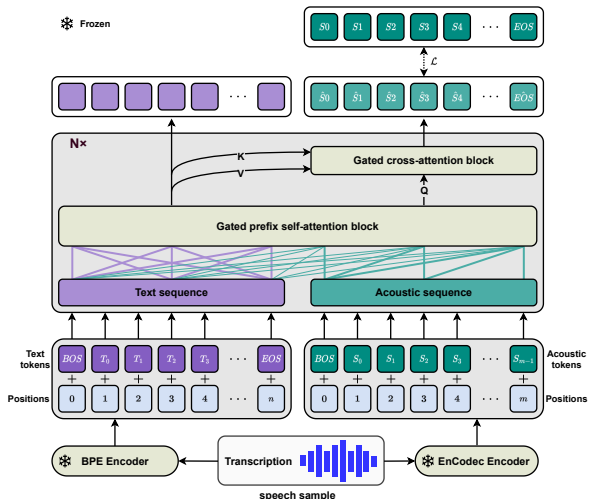 Frozen
S0 S1 S2 S3 S4 ... EOS
ℒ
Ŝ0 Ŝ1 Ŝ2 Ŝ3 Ŝ4 ... EÔS
N×
K
V
Gated cross-attention block
Q
Gated prefix self-attention block
Text sequence
Acoustic sequence
Text tokens
BOS T₀ T₁ T₂ T₃ ... EOS
BOS S₀ S₁ S₂ S₃ ... Sₘ₋₁
Acoustic tokens
+ + + + + +
+ + + + + +
Positions
0 1 2 3 4 ... n
0 1 2 3 4 ... m
Positions
BPE Encoder
Transcription
EnCodec Encoder
speech sample